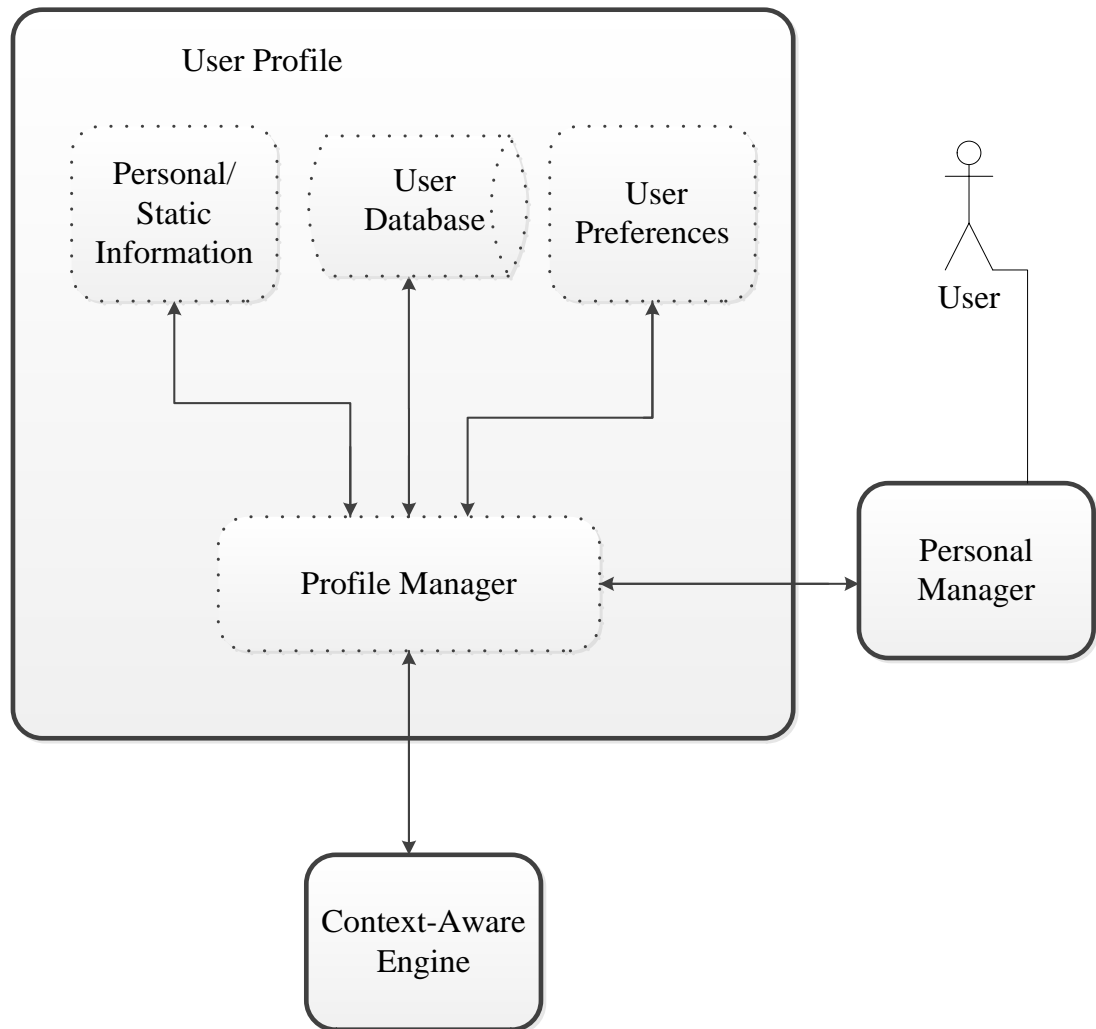 User Profile
Personal/
Static
Information
User
Database
User
Preferences
User
Profile Manager
Personal
Manager
Context-Aware
Engine